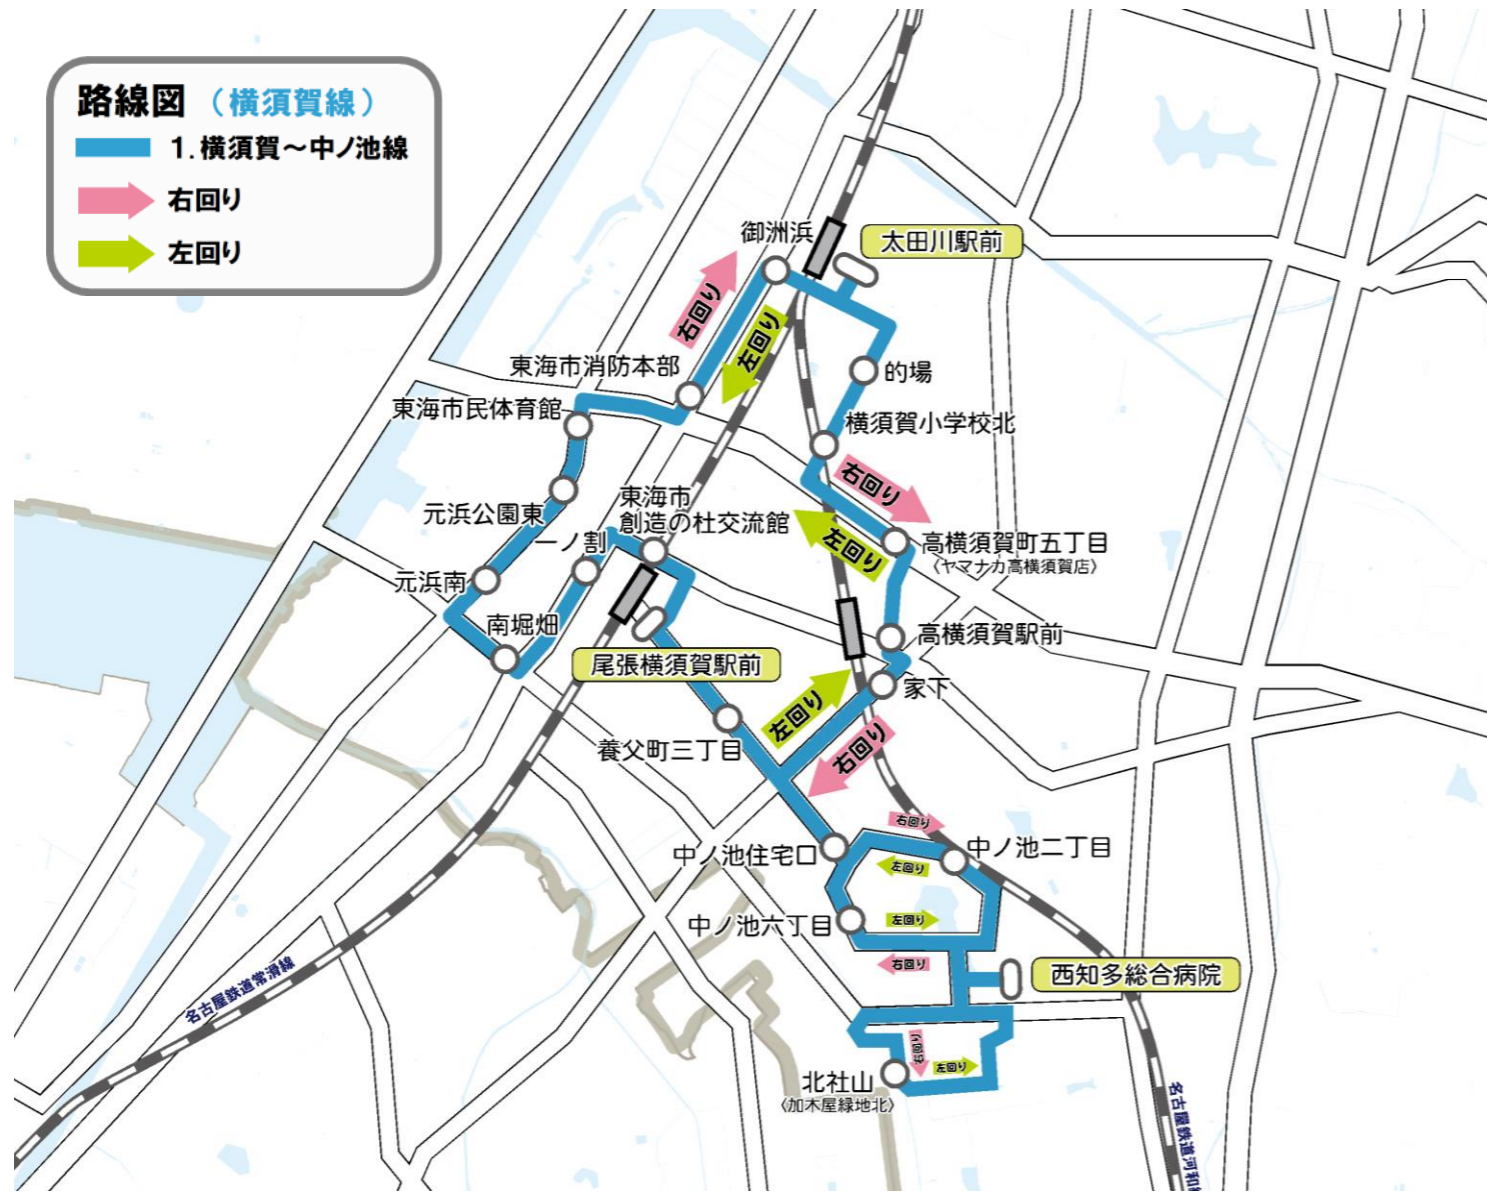 路線図（横須賀線）
1.横須賀～中ノ池線
右回り
左回り
御洲浜
太田川駅前
右回り
左回り
東海市消防本部
的場
東海市民体育館
横須賀小学校北
右回り
東海市
創造の杜交流館
元浜公園東
左回り
高横須賀町五丁目
〈ヤマナカ高横須賀店〉
一ノ割
元浜南
南堀畑
高横須賀駅前
尾張横須賀駅前
家下
左回り
右回り
養父町三丁目
右回り
中ノ池住宅口
中ノ池二丁目
左回り
中ノ池六丁目
左回り
右回り
西知多総合病院
名古屋鉄道常滑線
右回り
左回り
北社山
〈加木屋緑地北〉
名古屋鉄道河和線